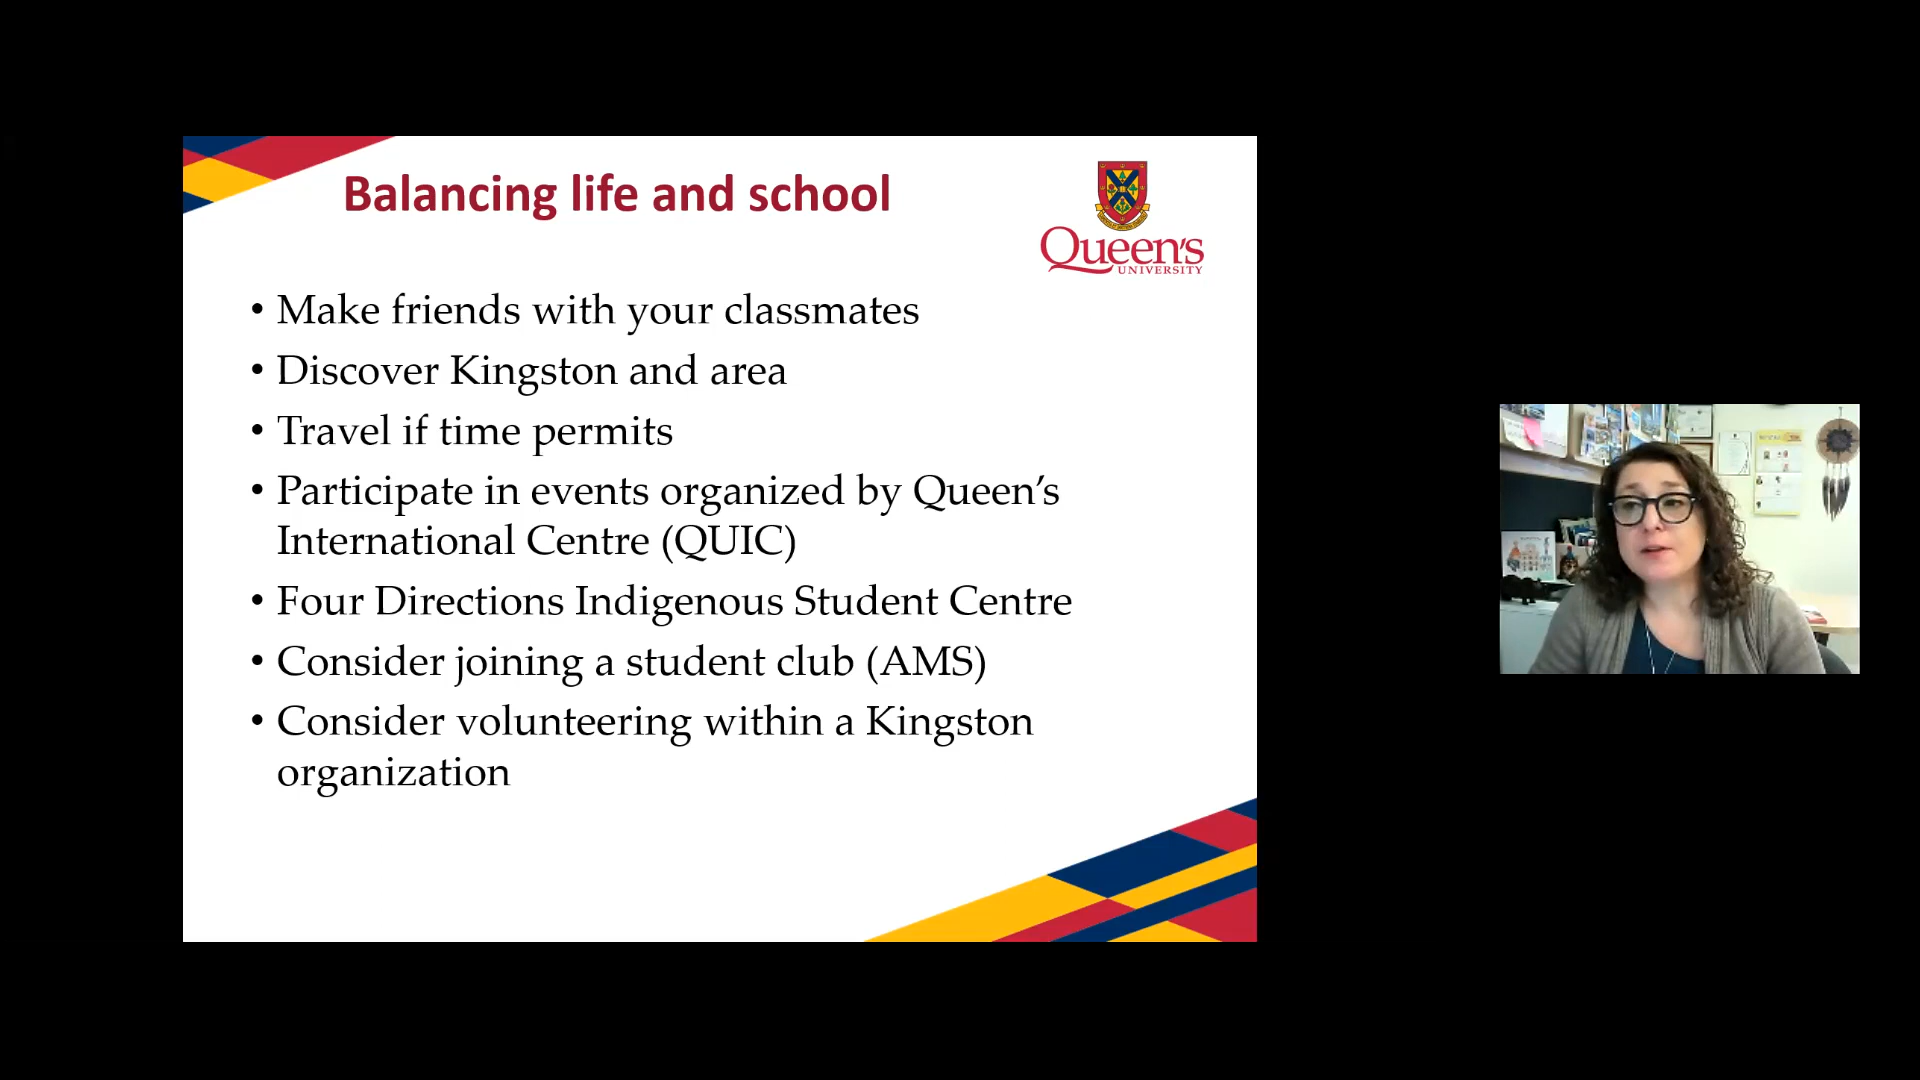 Balancing life and school
Queen's
UNIVERSITY
• Make friends with your classmates
• Discover Kingston and area
• Travel if time permits
• Participate in events organized by Queen’s
International Centre (QUIC)
• Four Directions Indigenous Student Centre
• Consider joining a student club (AMS)
• Consider volunteering within a Kingston
organization